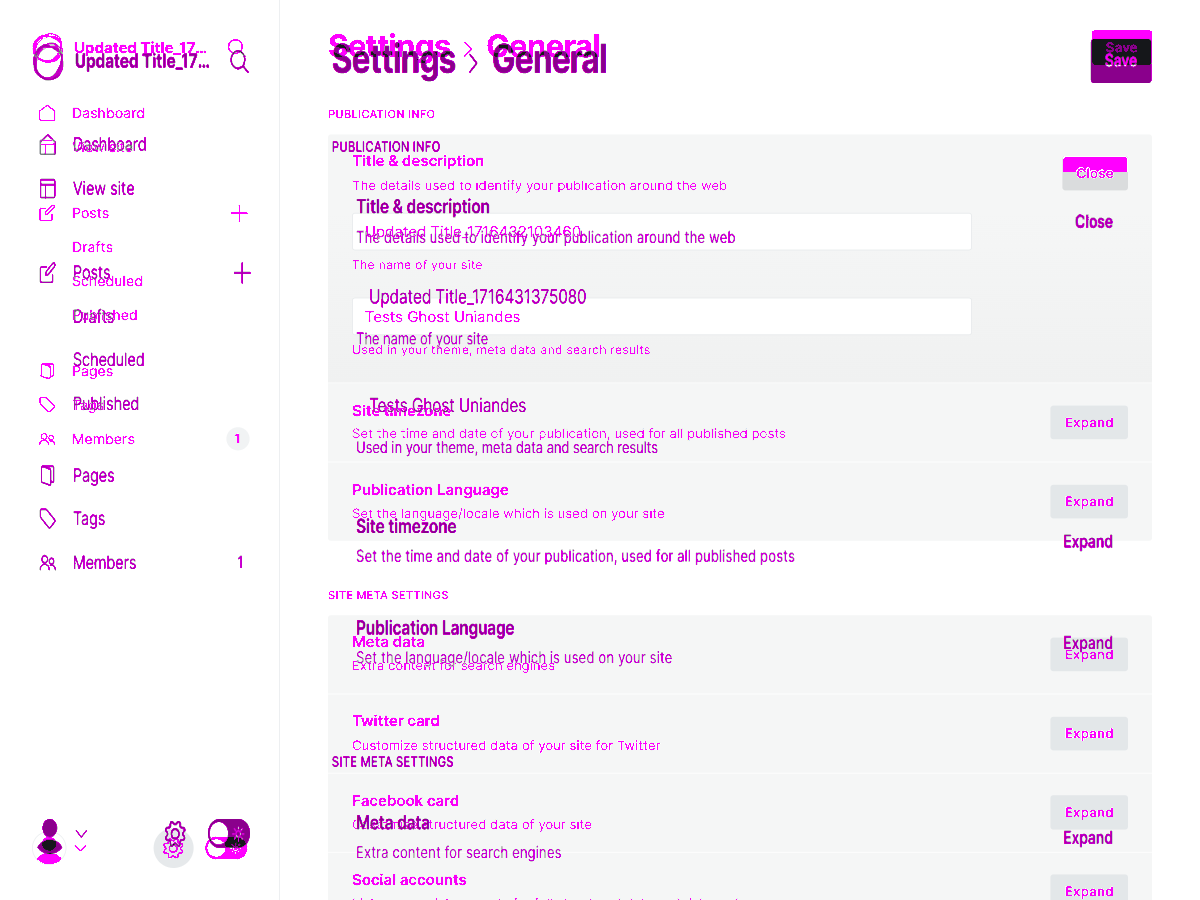 Updated Title_17...
Updated Title_17...
Dashboard
Dashboard
View site
View site
Posts
Drafts
Posts
Scheduled
Published
Drafts
Scheduled
Pages
Published
Tags
Members 1
Pages
Tags
Members 1
Settings General
Settings General
Save
Save
PUBLICATION INFO
PUBLICATION INFO
Title & description
Close
The details used to identify your publication around the web
Title & description
Close
Updated Title_1716432103460
The details used to identify your publication around the web
The name of your site
Updated Title_1716431375080
Tests Ghost Uniandes
The name of your site
Used in your theme, meta data and search results
Tests Ghost Uniandes
Site timezone
Expand
Set the time and date of your publication, used for all published posts
Used in your theme, meta data and search results
Publication Language
Expand
Set the language/locale which is used on your site
Site timezone
Expand
Set the time and date of your publication, used for all published posts
SITE META SETTINGS
Publication Language
Expand
Meta data
Expand
Set the language/locale which is used on your site
Extra content for search engines
Twitter card
Expand
Customize structured data of your site for Twitter
SITE META SETTINGS
Facebook card
Expand
Meta data
Expand
Customize structured data of your site
Extra content for search engines
Social accounts
Expand